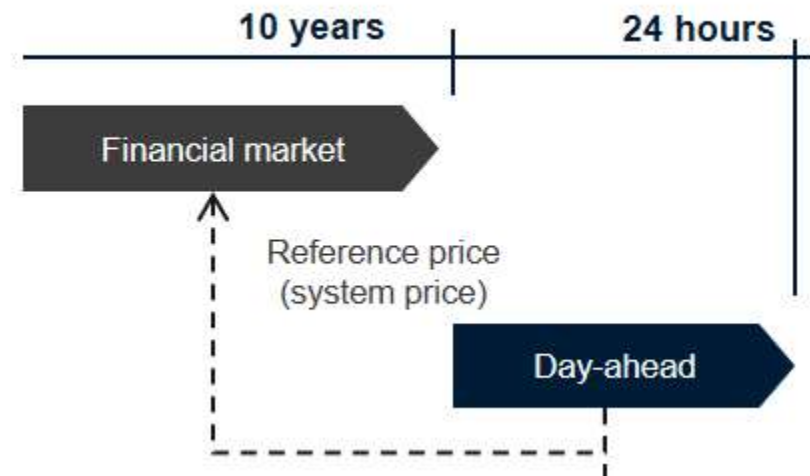 10 years
24 hours
Financial market
Reference price
(system price)
Day-ahead